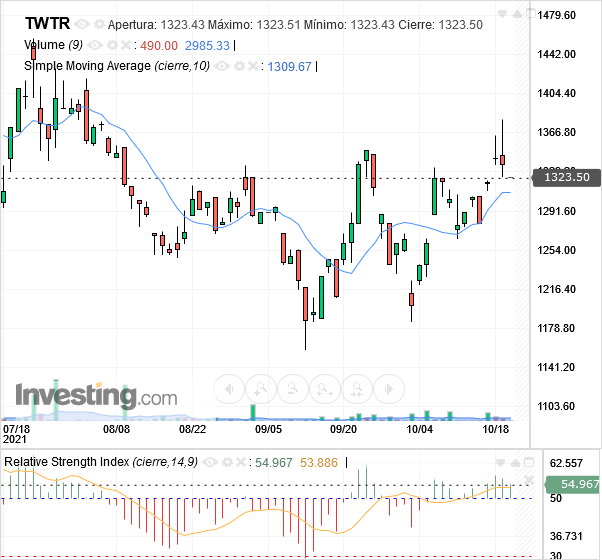 1479.60
TWTR Apertura: 1323.43 Máximo: 1323.51 Mínimo: 1323.43 Cierre: 1323.50
Volume (9) : 490.00 2985.33
1442.00
Simple Moving Average (cierre,10) : 1309.67
1404.40
1366.80
1323.50
1291.60
1254.00
1216.40
1178.80
1141.20
Investing.com
1103.60
07/18 08/08 08/22 09/05 09/20 10/04 10/18
2021
Relative Strength Index (cierre,14,9) : 54.967 53.886
62.557
54.967
50
36.731
30